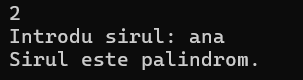 2
Introdu sirul: ana
Sirul este palindrom.